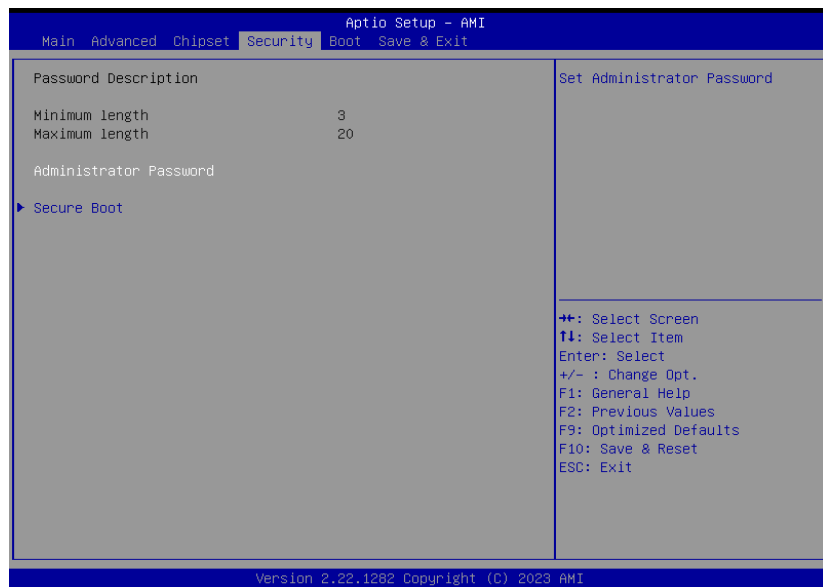 Aptio Setup – AMI
Main Advanced Chipset Security Boot Save & Exit
Password Description
Minimum length 3
Maximum length 20
Administrator Password
Secure Boot
Set Administrator Password
→←: Select Screen
↑↓: Select Item
Enter: Select
+/- : Change Opt.
F1: General Help
F2: Previous Values
F9: Optimized Defaults
F10: Save & Reset
ESC: Exit
Version 2.22.1282 Copyright (C) 2023 AMI